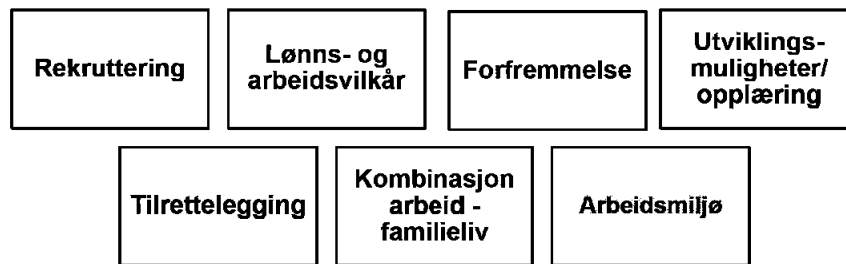 Rekruttering
Lønns- og
arbeidsvilkår
Forfremmelse
Utviklings-
muligheter/
opplæring
Tilrettelegging
Kombinasjon
arbeid -
familieliv
Arbeidsmiljø